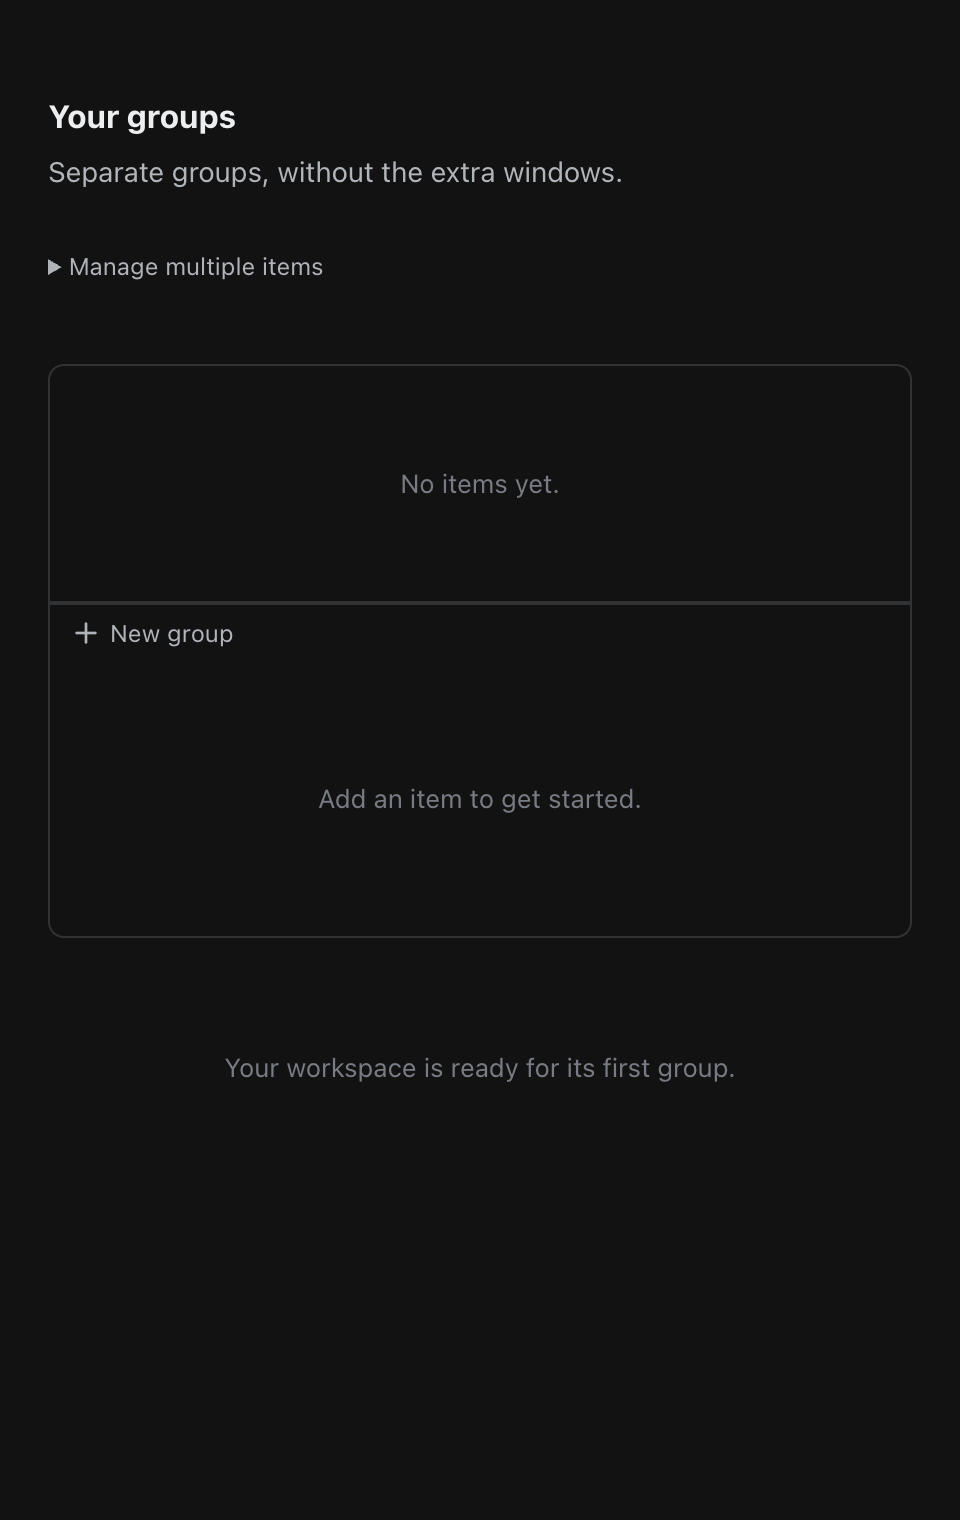 Your groups
Separate groups, without the extra windows.
Manage multiple items
No items yet.
New group
Add an item to get started.
Your workspace is ready for its first group.